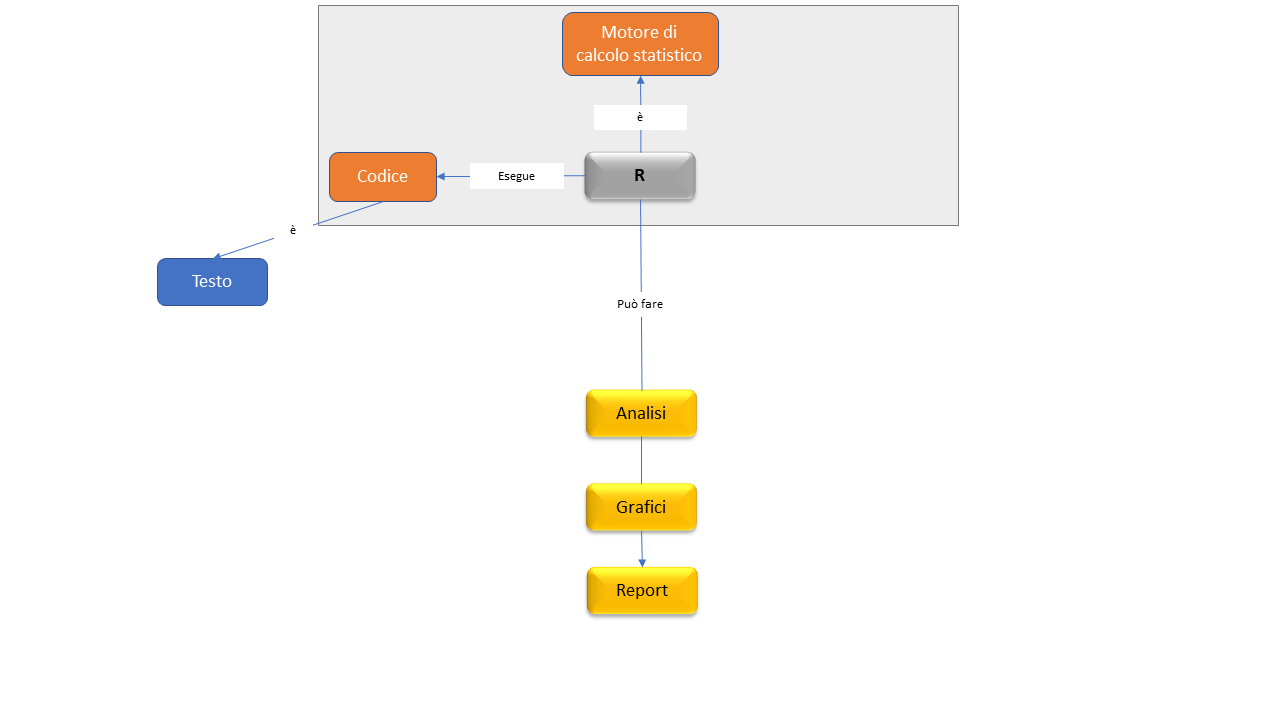 Motore di
calcolo statistico
è
Codice
Esegue
R
è
Testo
Può fare
Analisi
Grafici
Report